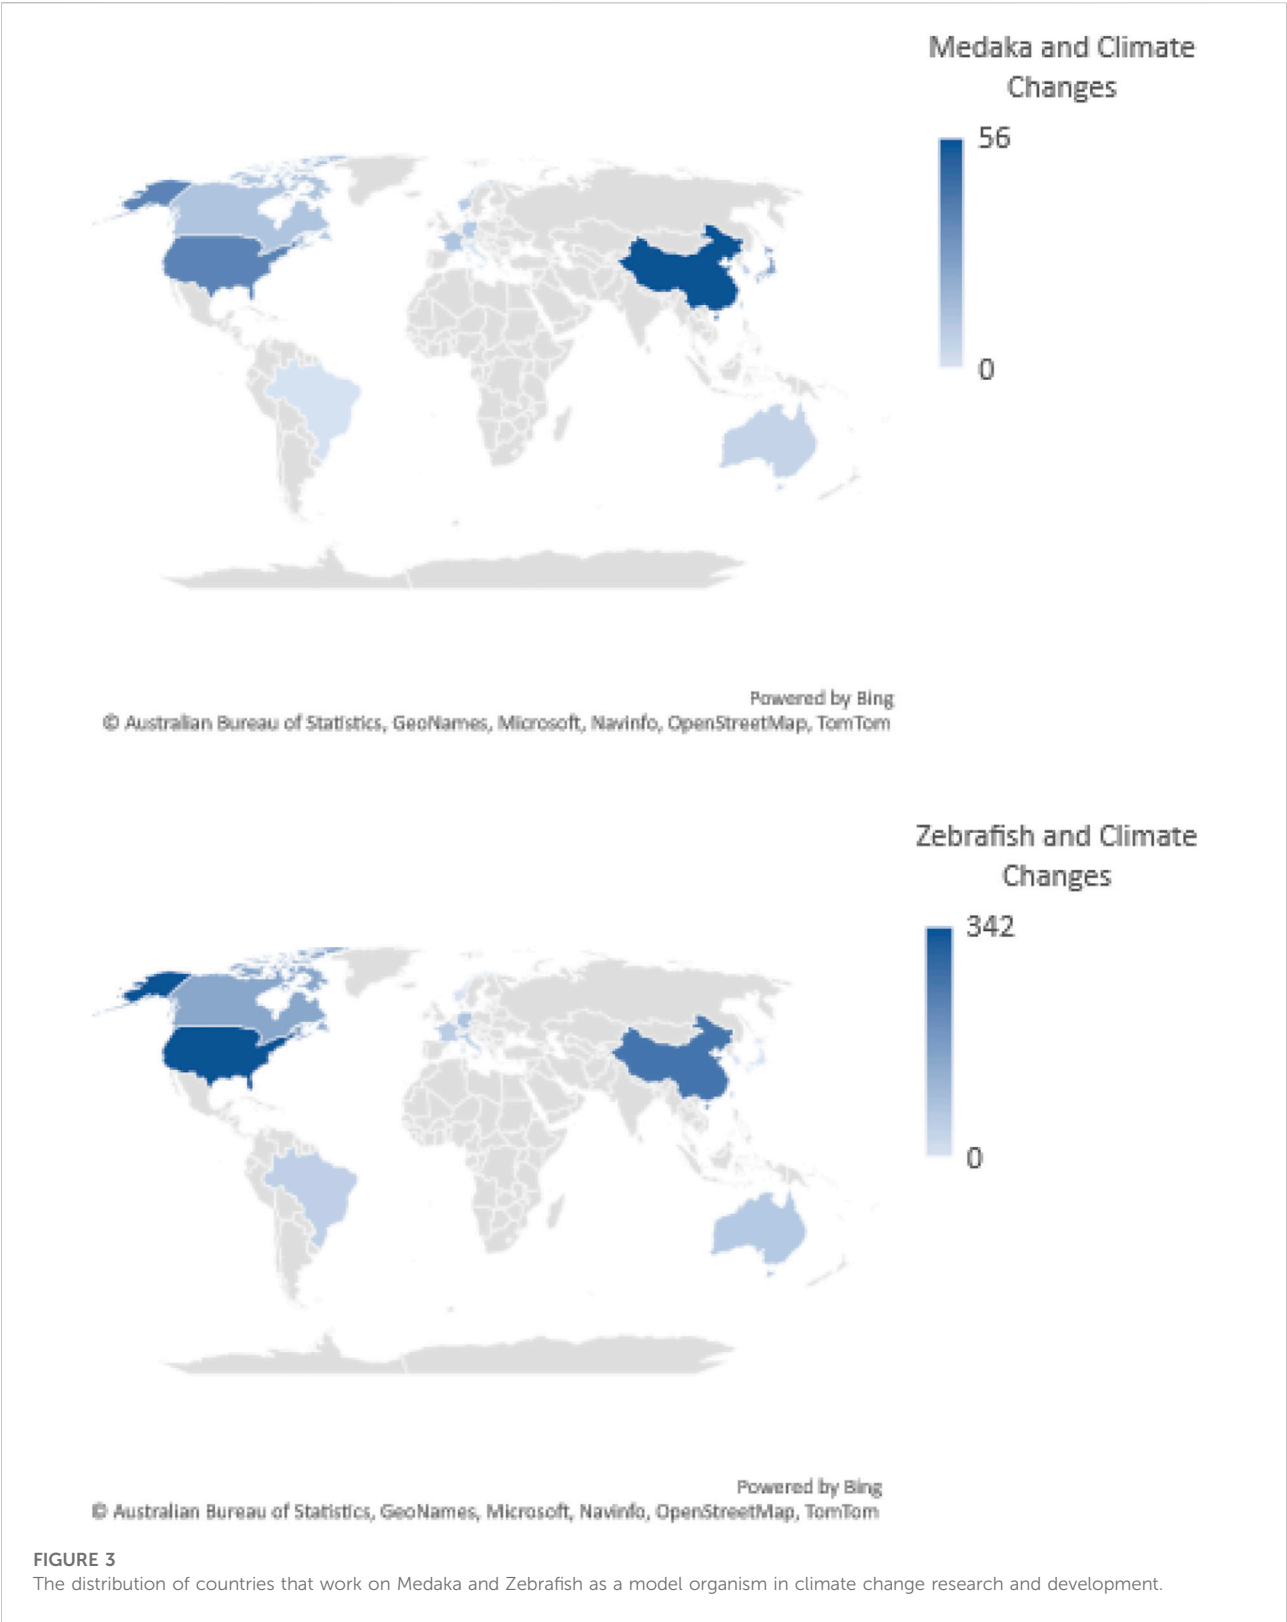 Medaka and Climate
Changes
56
0
Powered by Bing
© Australian Bureau of Statistics, GeoNames, Microsoft, Navinfo, OpenStreetMap, TomTom
Zebrafish and Climate
Changes
342
0
Powered by Bing
© Australian Bureau of Statistics, GeoNames, Microsoft, Navinfo, OpenStreetMap, TomTom
FIGURE 3
The distribution of countries that work on Medaka and Zebrafish as a model organism in climate change research and development.